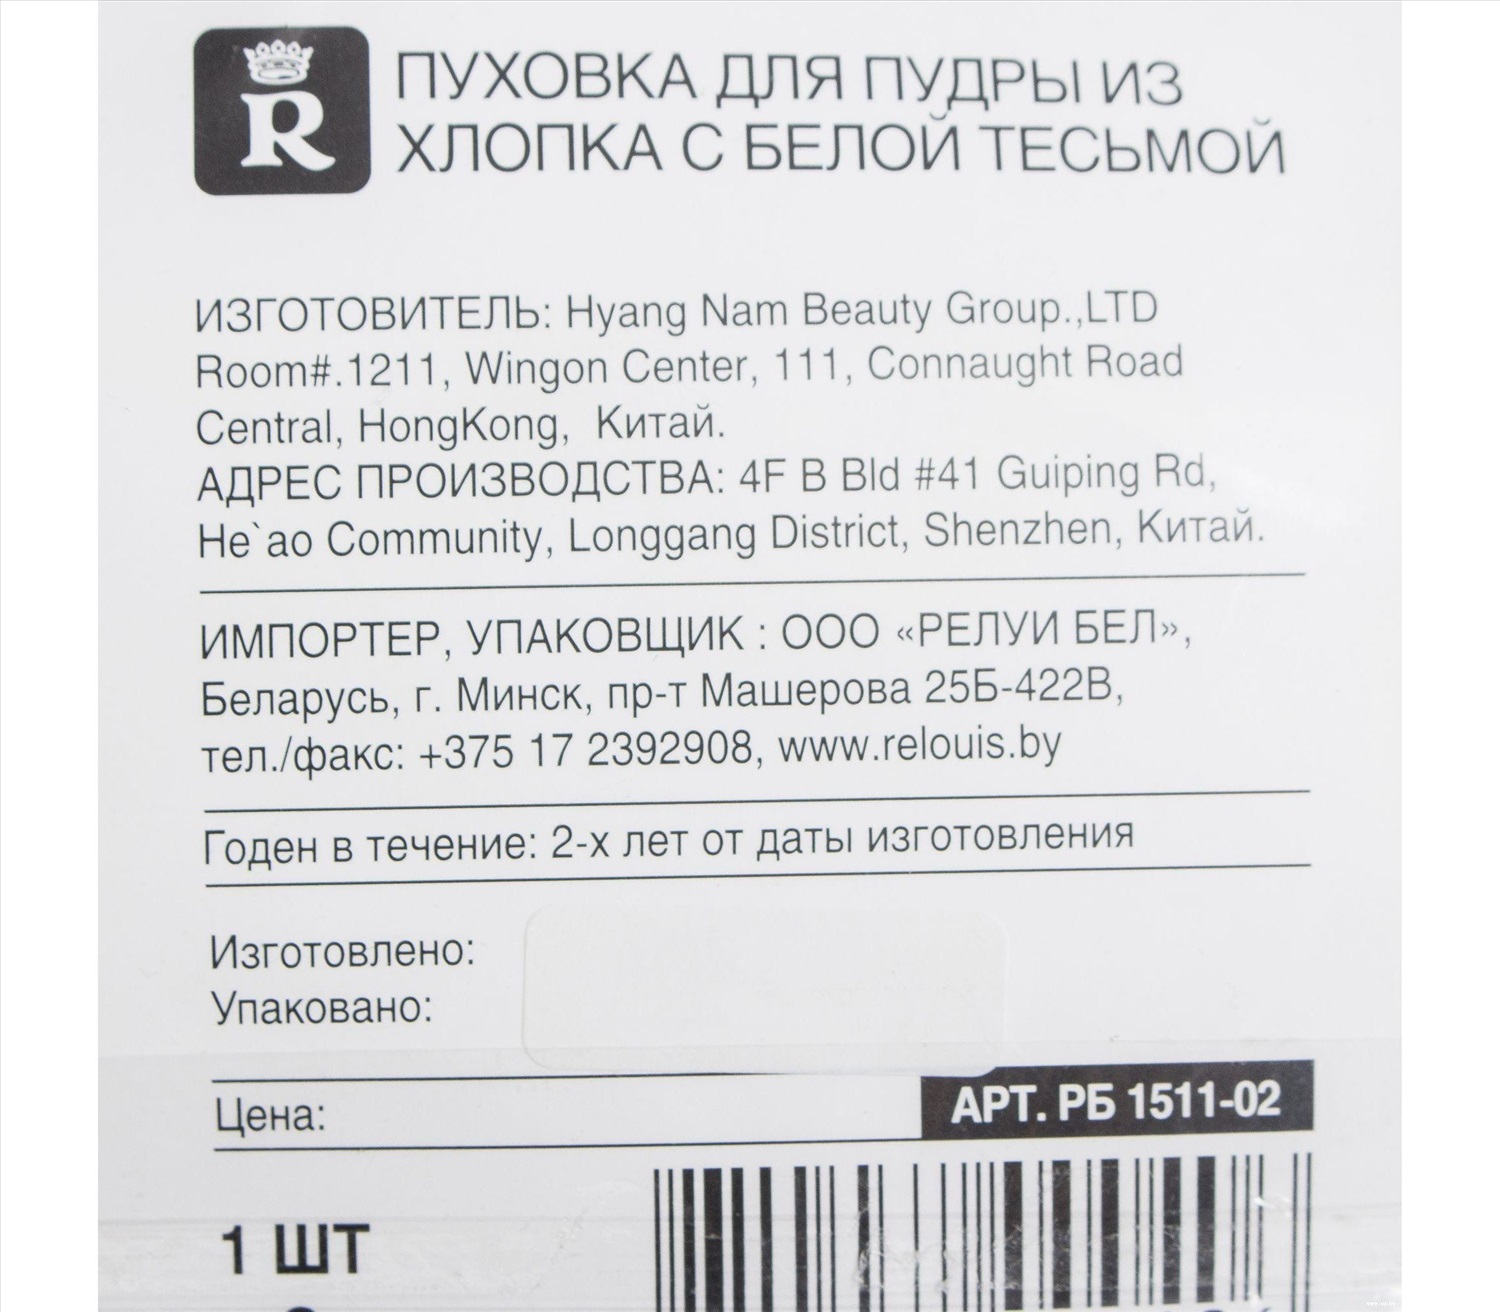 R
ПУХОВКА ДЛЯ ПУДРЫ ИЗ
ХЛОПКА С БЕЛОЙ ТЕСЬМОЙ
ИЗГОТОВИТЕЛЬ: Hyang Nam Beauty Group.,LTD
Room#.1211, Wingon Center, 111, Connaught Road
Central, HongKong, Китай.
АДРЕС ПРОИЗВОДСТВА: 4F B Bld #41 Guiping Rd,
He`ao Community, Longgang District, Shenzhen, Китай.
ИМПОРТЕР, УПАКОВЩИК : ООО «РЕЛУИ БЕЛ»,
Беларусь, г. Минск, пр-т Машерова 25Б-422В,
тел./факс: +375 17 2392908, www.relouis.by
Годен в течение: 2-х лет от даты изготовления
Изготовлено:
Упаковано:
Цена:
АРТ. РБ 1511-02
1 ШТ